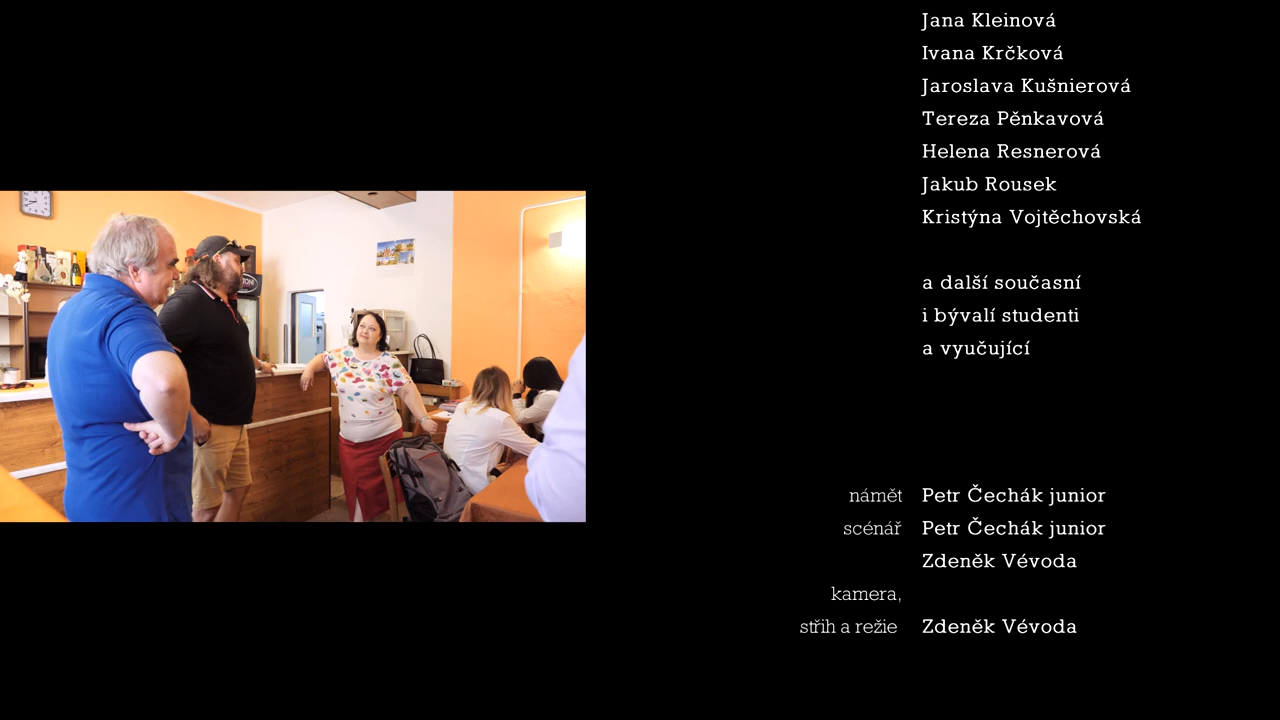 Jana Kleinová
Ivana Krčková
Jaroslava Kušnierová
Tereza Pěnkavová
Helena Resnerová
Jakub Rousek
Kristýna Vojtěchovská
a další současní
i bývalí studenti
a vyučující
námět Petr Čechák junior
scénář Petr Čechák junior
Zdeněk Vévoda
kamera,
střih a režie Zdeněk Vévoda